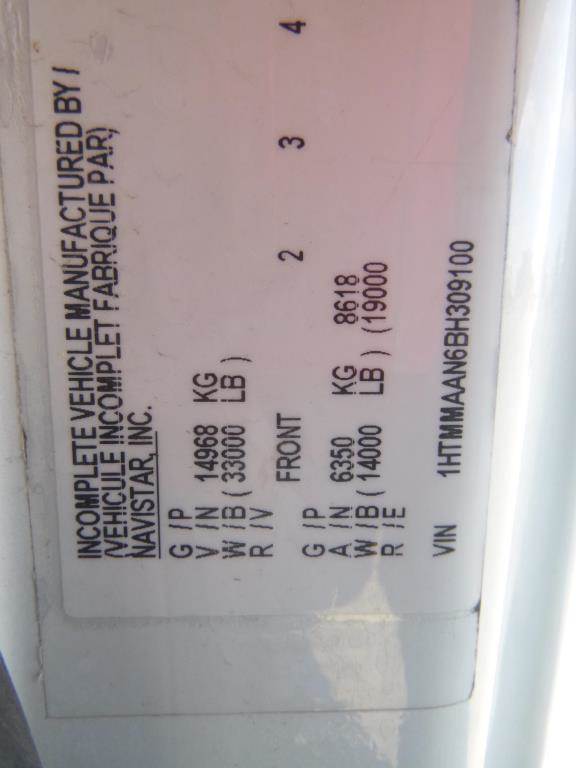 INCOMPLETE VEHICLE MANUFACTURED BY /
(VEHICULE INCOMPLET FABRIQUE PAR)
NAVISTAR, INC.
G / P
V / N 14968 KG
W / B ( 33000 LB )
R / V FRONT 2 3 4
G / P
A / N 6350 KG 8618
W / B ( 14000 LB ) (19000
R / E
VIN 1HTMMAAN6BH309100